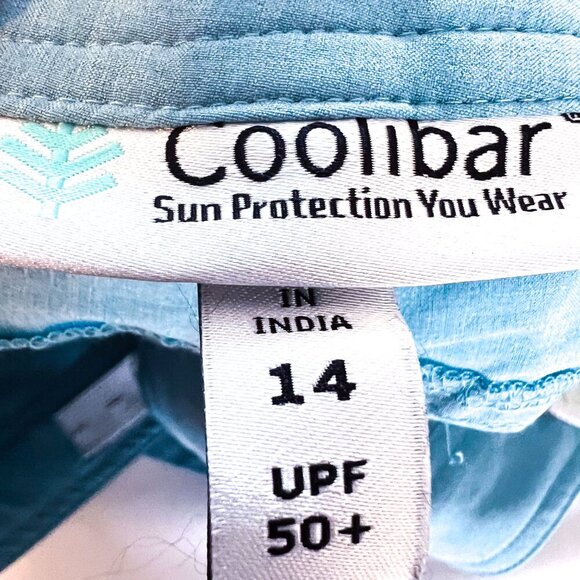 Coolibar
Sun Protection You Wear
IN
INDIA
14
UPF
50+